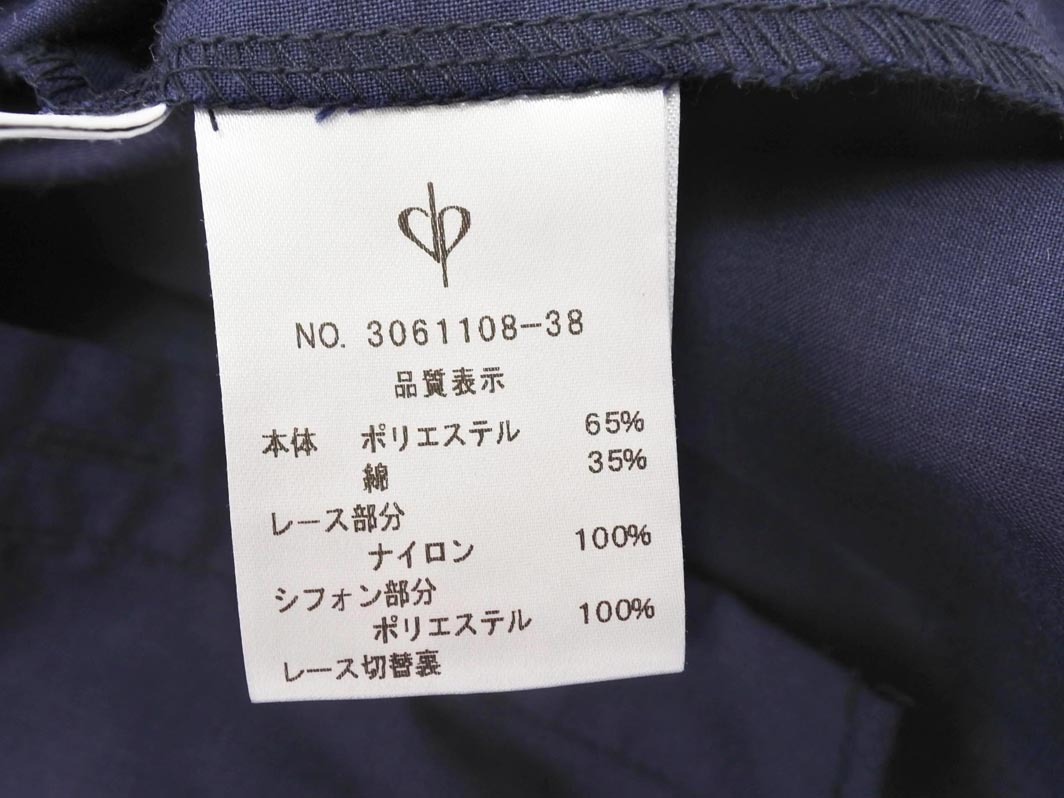 NO. 3061108-38
品質表示
本体 ポリエステル 65%
綿 35%
レース部分
ナイロン 100%
シフォン部分
ポリエステル 100%
レース切替裏